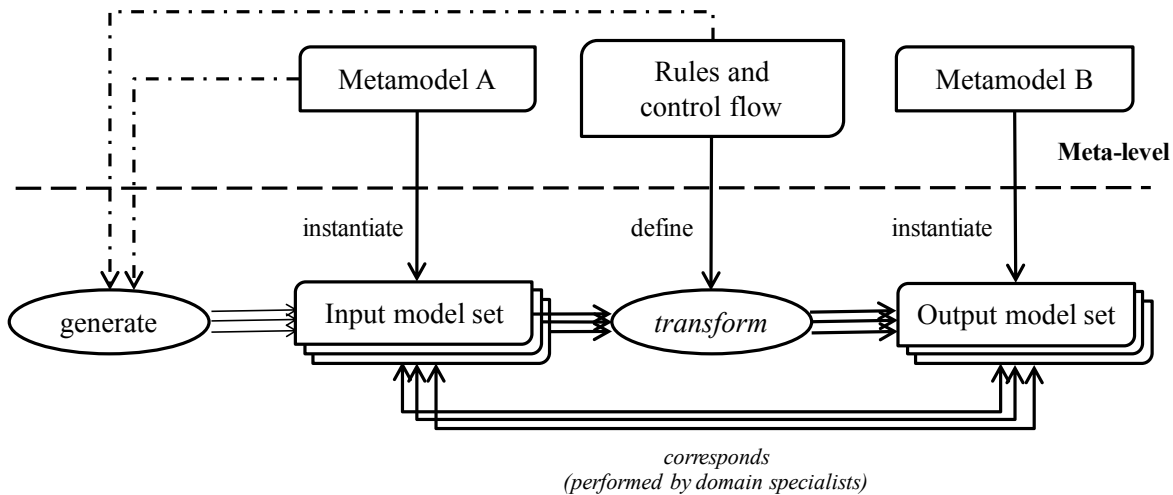 Metamodel A
Rules and
control flow
Metamodel B
Meta-level
instantiate
define
instantiate
generate
Input model set
transform
Output model set
corresponds
(performed by domain specialists)